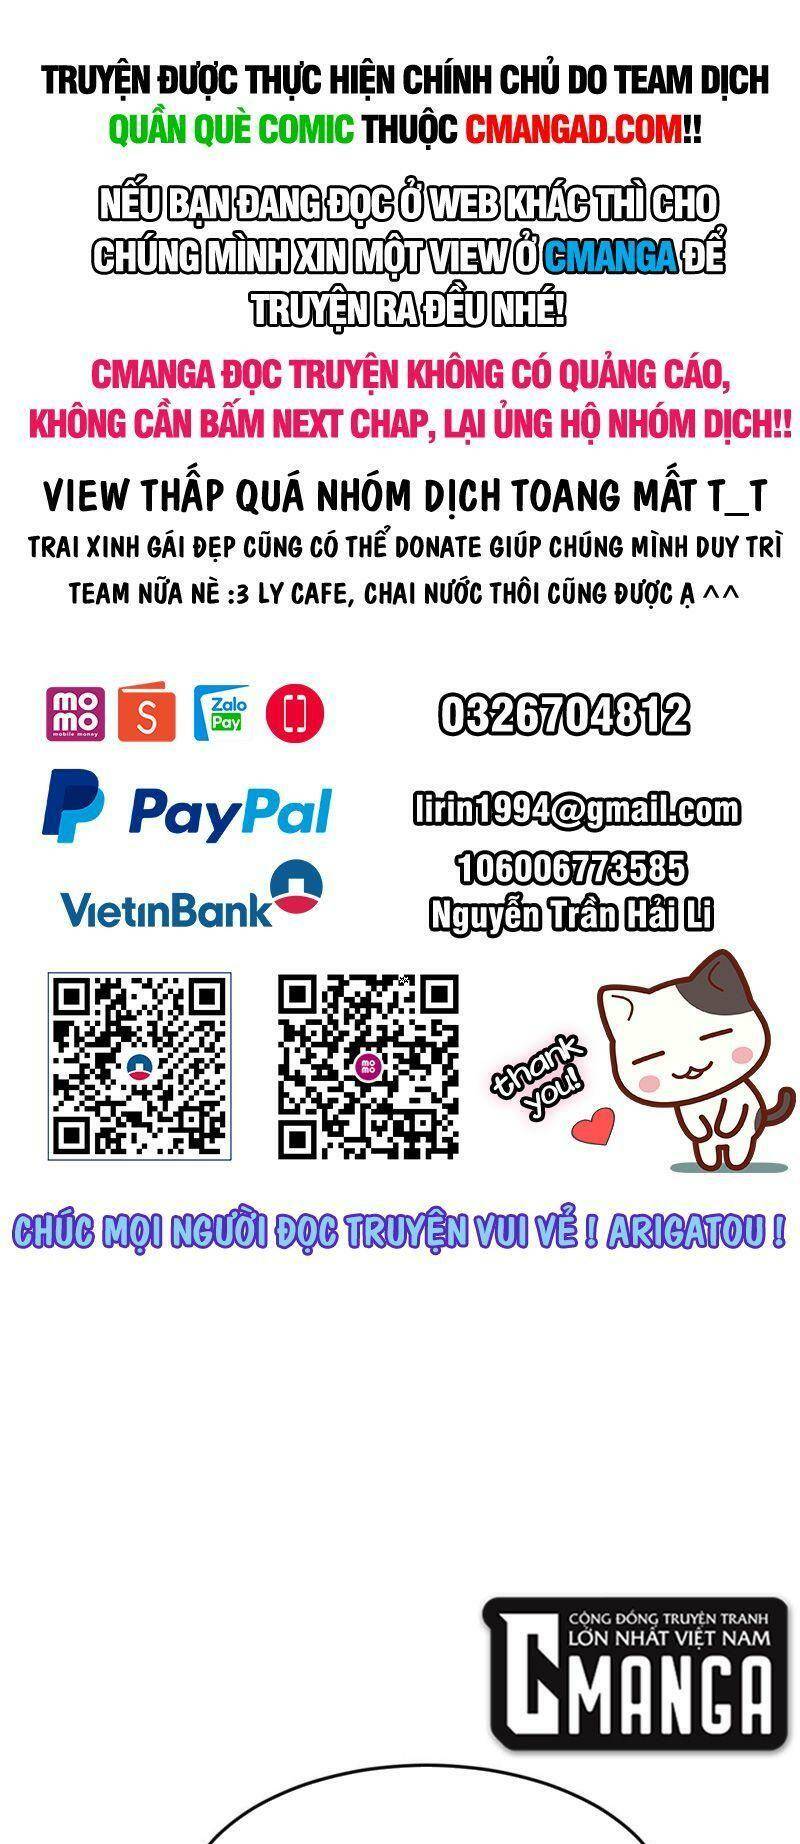 TRUYỆN ĐƯỢC THỰC HIỆN CHÍNH CHỦ DO TEAM DỊCH
QUẦN QUÈ COMIC THUỘC CMANGAD.COM!!
NẾU BẠN ĐANG ĐỌC Ở WEB KHÁC THÌ CHO
CHÚNG MÌNH XIN MỘT VIEW Ở CMANGA ĐỂ
TRUYỆN RA ĐỀU NHÉ!
CMANGA ĐỌC TRUYỆN KHÔNG CÓ QUẢNG CÁO,
KHÔNG CẦN BẤM NEXT CHAP, LẠI ỦNG HỘ NHÓM DỊCH!!
VIEW THẤP QUÁ NHÓM DỊCH TOANG MẤT T_T
TRAI XINH GÁI ĐẸP CŨNG CÓ THỂ DONATE GIÚP CHÚNG MÌNH DUY TRÌ
TEAM NỮA NÈ :3 LY CAFE, CHAI NƯỚC THÔI CŨNG ĐƯỢC Ạ ^^
mo
mo
mobile money
S
Zalo
Pay
0326704812
PayPal
lirin1994@gmail.com
VietinBank
106006773585
Nguyễn Trần Hải Li
mo
mo
thank
you!
CHÚC MỌI NGƯỜI ĐỌC TRUYỆN VUI VẺ ! ARIGATOU !
CỘNG ĐỒNG TRUYỆN TRANH
LỚN NHẤT VIỆT NAM
CMANGA